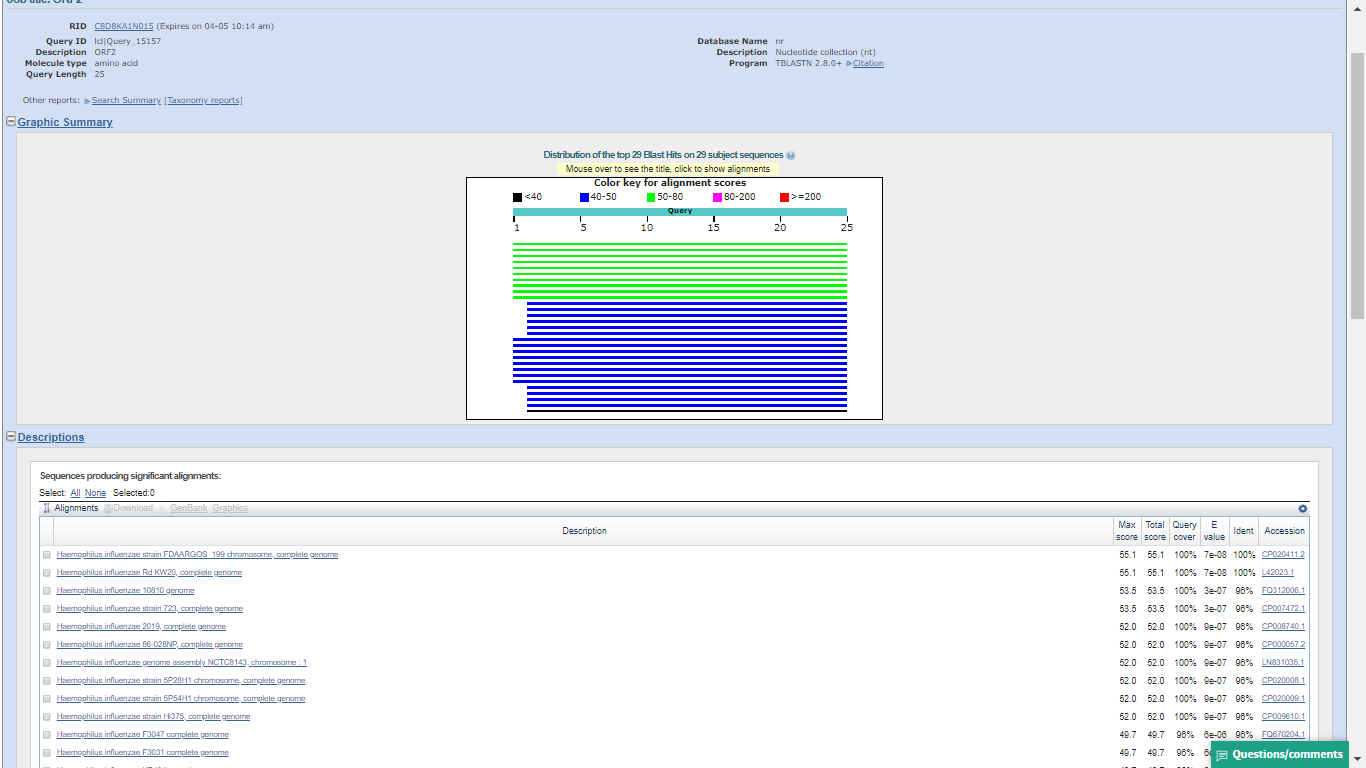 RID C8D8KA1N015 (Expires on 04-05 10:14 am)
Query ID lcl|Query_15157
Description ORF2
Molecule type amino acid
Query Length 25
Database Name nr
Description Nucleotide collection (nt)
Program TBLASTN 2.8.0+ Citation
Other reports: Search Summary [Taxonomy reports]
Graphic Summary
Distribution of the top 29 Blast Hits on 29 subject sequences
Mouse over to see the title, click to show alignments
Color key for alignment scores
<40 40-50 50-80 80-200 >=200
Query
1 5 10 15 20 25
Descriptions
Sequences producing significant alignments:
Select: All None Selected:0
Alignments Download GenBank Graphics
Description Max score Total score Query cover E value Ident Accession
Haemophilus influenzae strain FDAARGOS_199 chromosome, complete genome 55.1 55.1 100% 7e-08 100% CP020411.2
Haemophilus influenzae Rd KW20, complete genome 55.1 55.1 100% 7e-08 100% L42023.1
Haemophilus influenzae 10810 genome 53.5 53.5 100% 3e-07 96% FQ312006.1
Haemophilus influenzae strain 723, complete genome 53.5 53.5 100% 3e-07 96% CP007472.1
Haemophilus influenzae 2019, complete genome 52.0 52.0 100% 9e-07 96% CP008740.1
Haemophilus influenzae 86-028NP, complete genome 52.0 52.0 100% 9e-07 96% CP000057.2
Haemophilus influenzae genome assembly NCTC8143, chromosome : 1 52.0 52.0 100% 9e-07 96% LN831035.1
Haemophilus influenzae strain 5P28H1 chromosome, complete genome 52.0 52.0 100% 9e-07 96% CP020008.1
Haemophilus influenzae strain 5P54H1 chromosome, complete genome 52.0 52.0 100% 9e-07 96% CP020009.1
Haemophilus influenzae strain Hi375, complete genome 52.0 52.0 100% 9e-07 96% CP009610.1
Haemophilus influenzae F3047 complete genome 49.7 49.7 96% 6e-06 96% FQ670204.1
Haemophilus influenzae F3031 complete genome 49.7 49.7 96%
Questions/comments